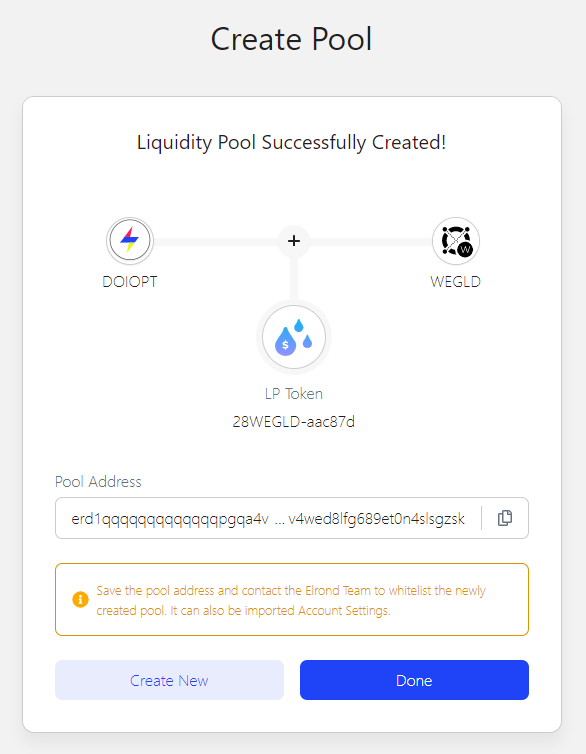 Create Pool
Liquidity Pool Successfully Created!
DOIOPT
WEGLD
W
$
LP Token
28WEGLD-aac87d
Pool Address
erd1qqqqqqqqqqqqqpgqa4v ... v4wed8lfg689et0n4slsgzsk
Save the pool address and contact the Elrond Team to whitelist the newly
created pool. It can also be imported Account Settings.
Create New
Done